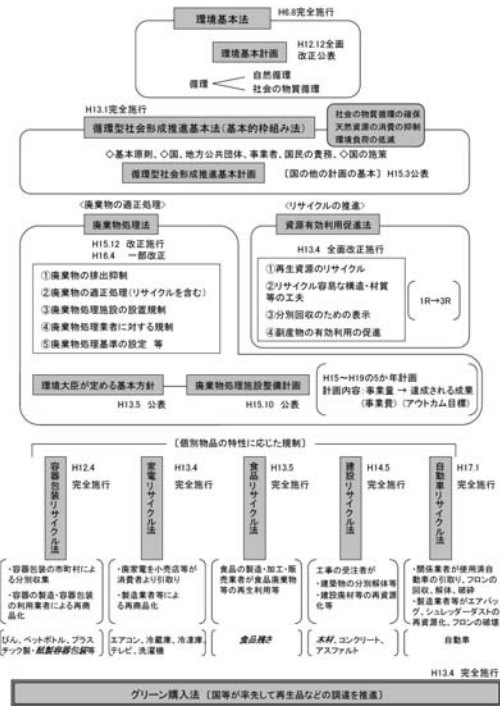 環境基本法
H6.8完全施行
環境基本計画
H12.12全面
改正公表
循環
自然循環
社会の物質循環
H13.1完全施行
循環型社会形成推進基本法(基本的枠組み法)
社会の物質循環の確保
天然資源の消費の抑制
環境負荷の低減
◇基本原則、◇国、地方公共団体、事業者、国民の責務、◇国の施策
循環型社会形成推進基本計画
〔国の他の計画の基本〕H15.3公表
<廃棄物の適正処理>
廃棄物処理法
H15.12 改正施行
H16.4 一部改正
①廃棄物の排出抑制
②廃棄物の適正処理(リサイクルを含む)
③廃棄物処理施設の設置規制
④廃棄物処理業者に対する規制
⑤廃棄物処理基準の設定 等
<リサイクルの推進>
資源有効利用促進法
H13.4 全面改正施行
①再生資源のリサイクル
②リサイクル容易な構造・材質
等の工夫
③分別回収のための表示
④副産物の有効利用の促進
1R→3R
環境大臣が定める基本方針
H13.5 公表
廃棄物処理施設整備計画
H15.10 公表
H15~H19の5か年計画
計画内容:事業量 → 達成される成果
(事業費) (アウトカム目標)
〔個別物品の特性に応じた規制〕
容器包装リサイクル法
H12.4
完全施行
・容器包装の市町村によ
る分別収集
・容器の製造・容器包装
の利用業者による再商
品化
びん、ペットボトル、プラス
チック製・紙製容器包装等
家電リサイクル法
H13.4
完全施行
・廃家電を小売店等が
消費者より引取り
・製造業者等によ
る再商品化
エアコン、冷蔵庫、冷凍庫、
テレビ、洗濯機
食品リサイクル法
H13.5
完全施行
食品の製造・加工・販
売業者が食品廃棄物
等の再生利用等
食品残さ
建設リサイクル法
H14.5
完全施行
工事の受注者が
・建築物の分別解体等
・建設廃材等の再資源
化等
木材、コンクリート、
アスファルト
自動車リサイクル法
H17.1
完全施行
・関係業者が使用済自
動車の引取り、フロンの
回収、解体、破砕
・製造業者等がエアバッ
グ、シュレッダーダストの
再資源化、フロンの破壊
自動車
H13.4 完全施行
グリーン購入法 〔国等が率先して再生品などの調達を推進〕